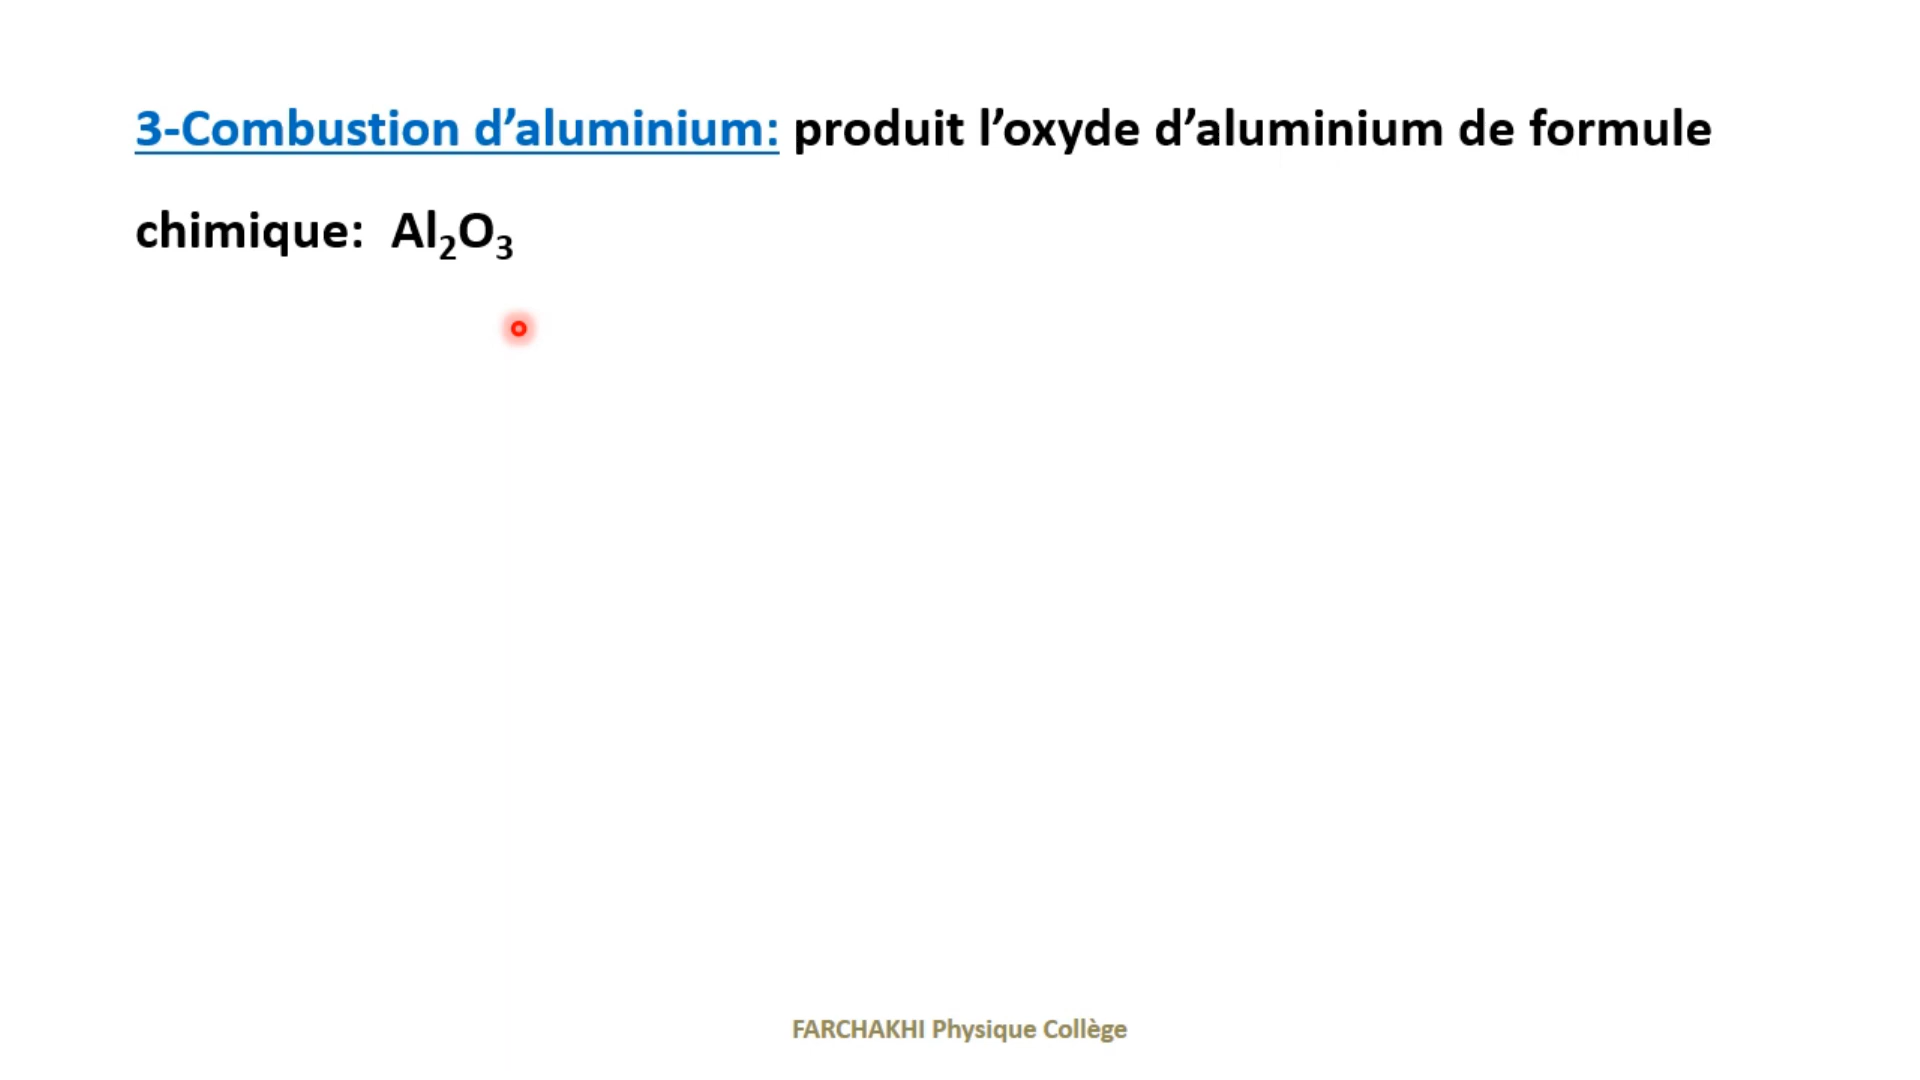 3-Combustion d’aluminium: produit l’oxyde d’aluminium de formule
chimique: Al₂O₃
FARCHAKHI Physique Collège